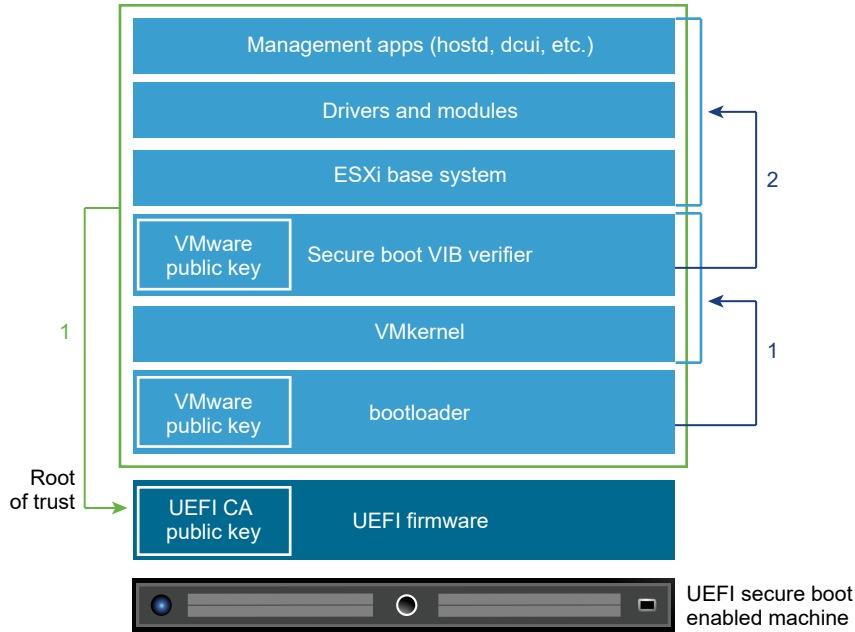 Management apps (hostd, dcui, etc.)
Drivers and modules
ESXi base system
2
VMware
public key
Secure boot VIB verifier
1
VMkernel
1
VMware
public key
bootloader
Root
of trust
UEFI CA
public key
UEFI firmware
UEFI secure boot
enabled machine